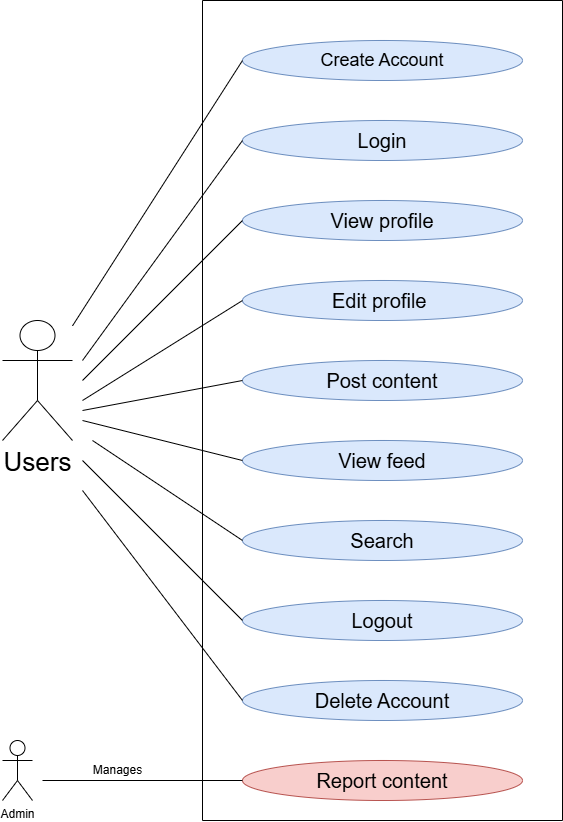 Create Account
Login
View profile
Edit profile
Post content
View feed
Users
Search
Logout
Delete Account
Manages
Report content
Admin